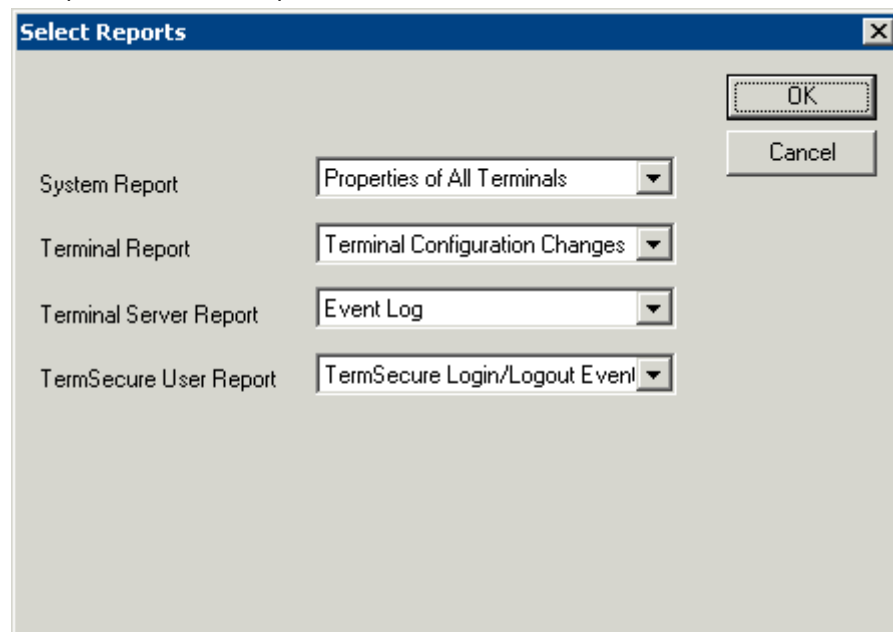 Select Reports
OK
Cancel
System Report
Properties of All Terminals
Terminal Report
Terminal Configuration Changes
Terminal Server Report
Event Log
TermSecure User Report
TermSecure Login/Logout Event